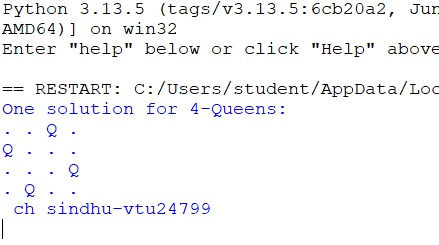 Python 3.13.5 (tags/v3.13.5:6cb20a2, Jun
AMD64)] on win32
Enter "help" below or click "Help" above
== RESTART: C:/Users/student/AppData/Loc
One solution for 4-Queens:
. . Q .
Q . . .
. . . Q
. Q . .
ch sindhu-vtu24799